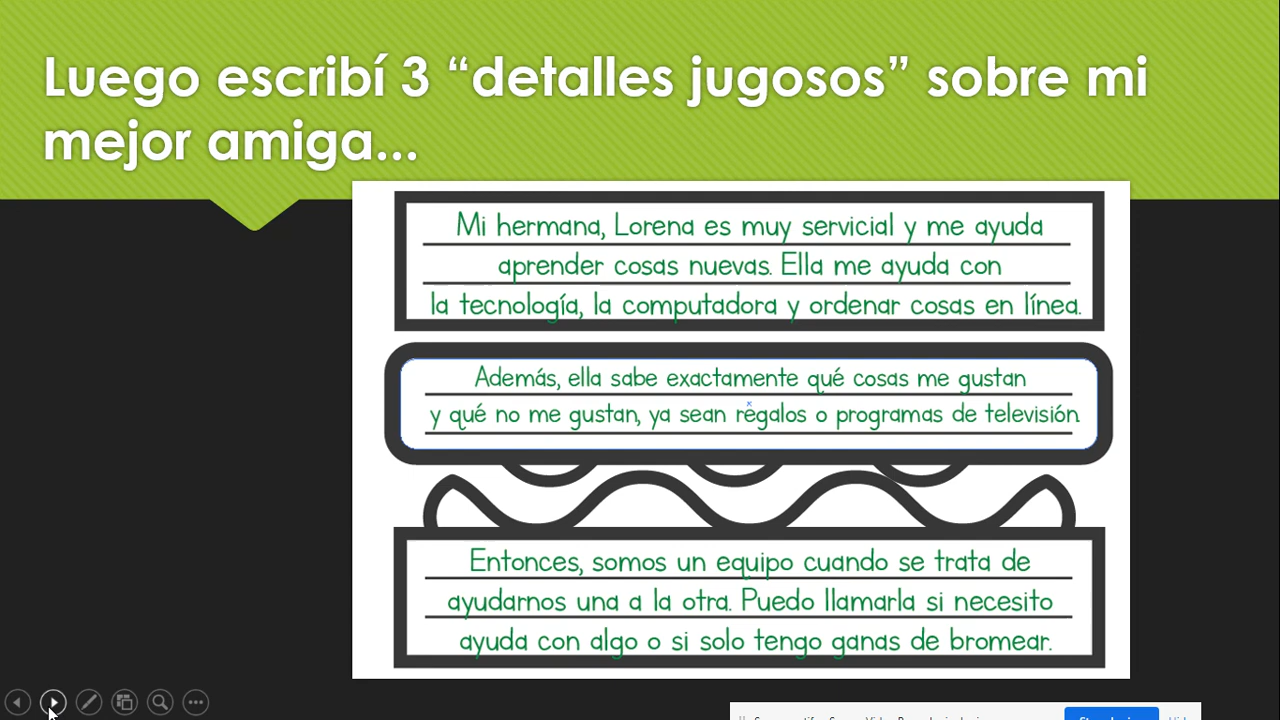 Luego escribí 3 “detalles jugosos” sobre mi
mejor amiga...
Mi hermana, Lorena es muy servicial y me ayuda
aprender cosas nuevas. Ella me ayuda con
la tecnología, la computadora y ordenar cosas en línea.
Además, ella sabe exactamente qué cosas me gustan
y qué no me gustan, ya sean regalos o programas de televisión.
Entonces, somos un equipo cuando se trata de
ayudarnos una a la otra. Puedo llamarla si necesito
ayuda con algo o si solo tengo ganas de bromear.